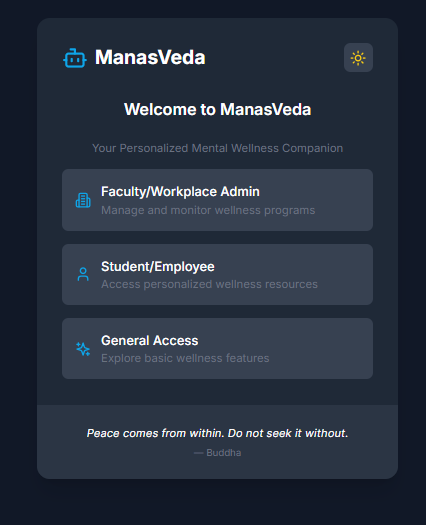 ManasVeda
Welcome to ManasVeda
Your Personalized Mental Wellness Companion
Faculty/Workplace Admin
Manage and monitor wellness programs
Student/Employee
Access personalized wellness resources
General Access
Explore basic wellness features
Peace comes from within. Do not seek it without.
— Buddha